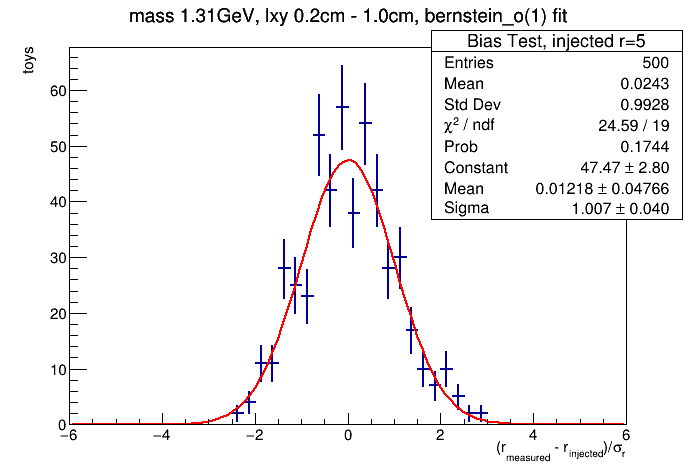 mass 1.31GeV, lxy 0.2cm - 1.0cm, bernstein_o(1) fit
toys
Bias Test, injected r=5
Entries 500
Mean 0.0243
Std Dev 0.9928
χ² / ndf 24.59 / 19
Prob 0.1744
Constant 47.47 ± 2.80
Mean 0.01218 ± 0.04766
Sigma 1.007 ± 0.040
60
50
40
30
20
10
0
−6 −4 −2 0 2 4 6
(r_measured - r_injected)/σ_r